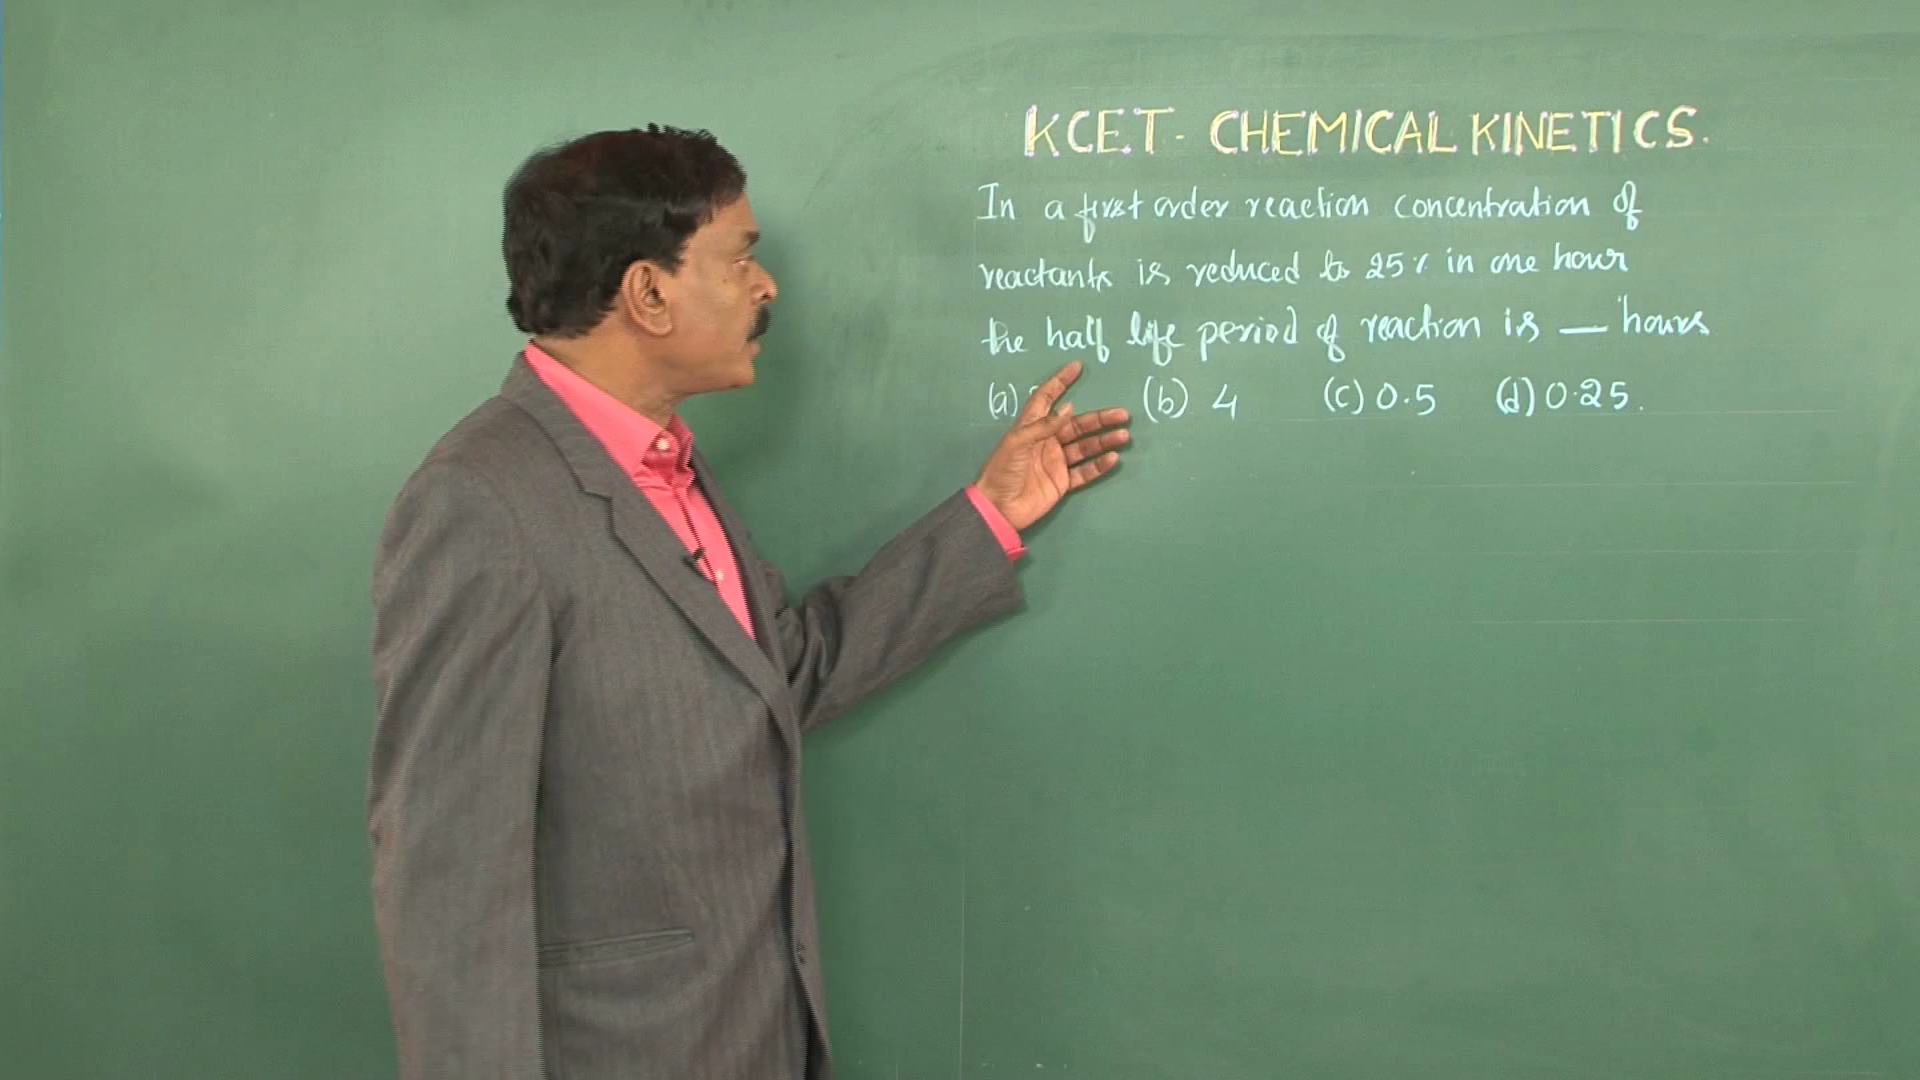 KCET - CHEMICAL KINETICS.
In a first order reaction concentration of
reactants is reduced to 25% in one hour
the half life period of reaction is — hours
(a) (b) 4 (c) 0.5 (d) 0.25.